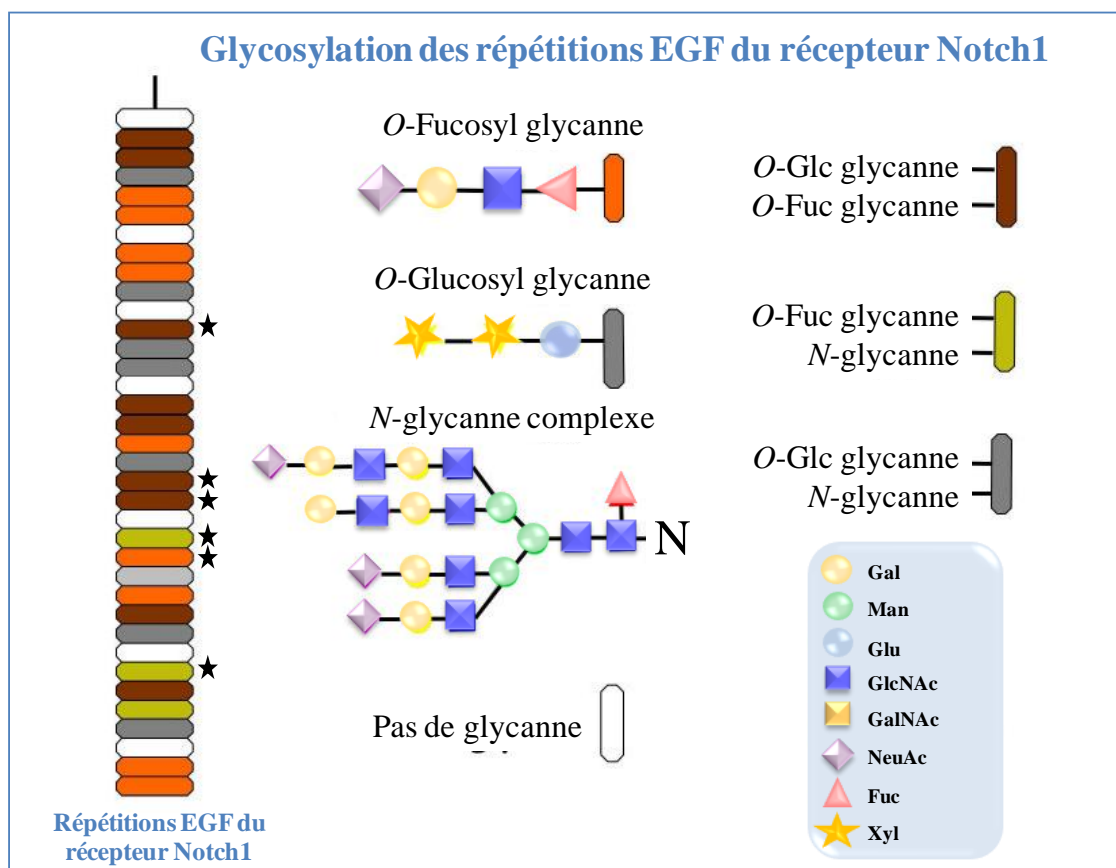 Glycosylation des répétitions EGF du récepteur Notch1
O-Fucosyl glycanne
O-Glucosyl glycanne
N-glycanne complexe
N
Pas de glycanne
O-Glc glycanne
O-Fuc glycanne
O-Fuc glycanne
N-glycanne
O-Glc glycanne
N-glycanne
Gal
Man
Glu
GlcNAc
GalNAc
NeuAc
Fuc
Xyl
Répétitions EGF du
récepteur Notch1